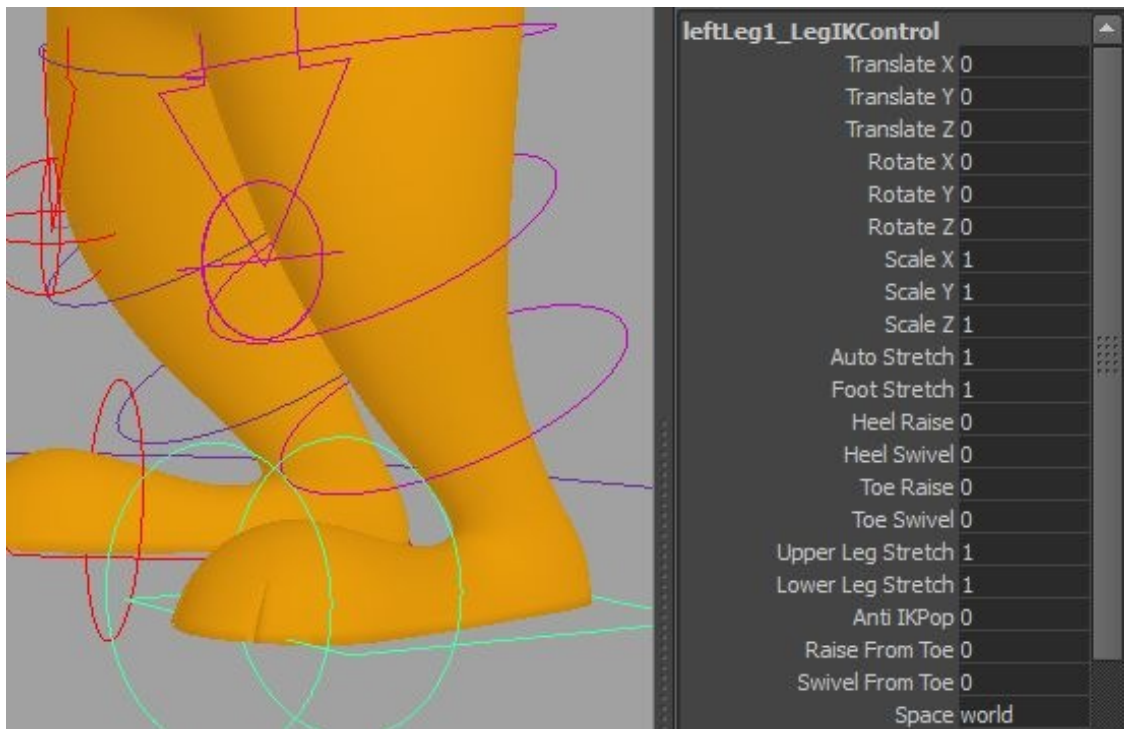 leftLeg1_LegIKControl
Translate X 0
Translate Y 0
Translate Z 0
Rotate X 0
Rotate Y 0
Rotate Z 0
Scale X 1
Scale Y 1
Scale Z 1
Auto Stretch 1
Foot Stretch 1
Heel Raise 0
Heel Swivel 0
Toe Raise 0
Toe Swivel 0
Upper Leg Stretch 1
Lower Leg Stretch 1
Anti IKPop 0
Raise From Toe 0
Swivel From Toe 0
Space world